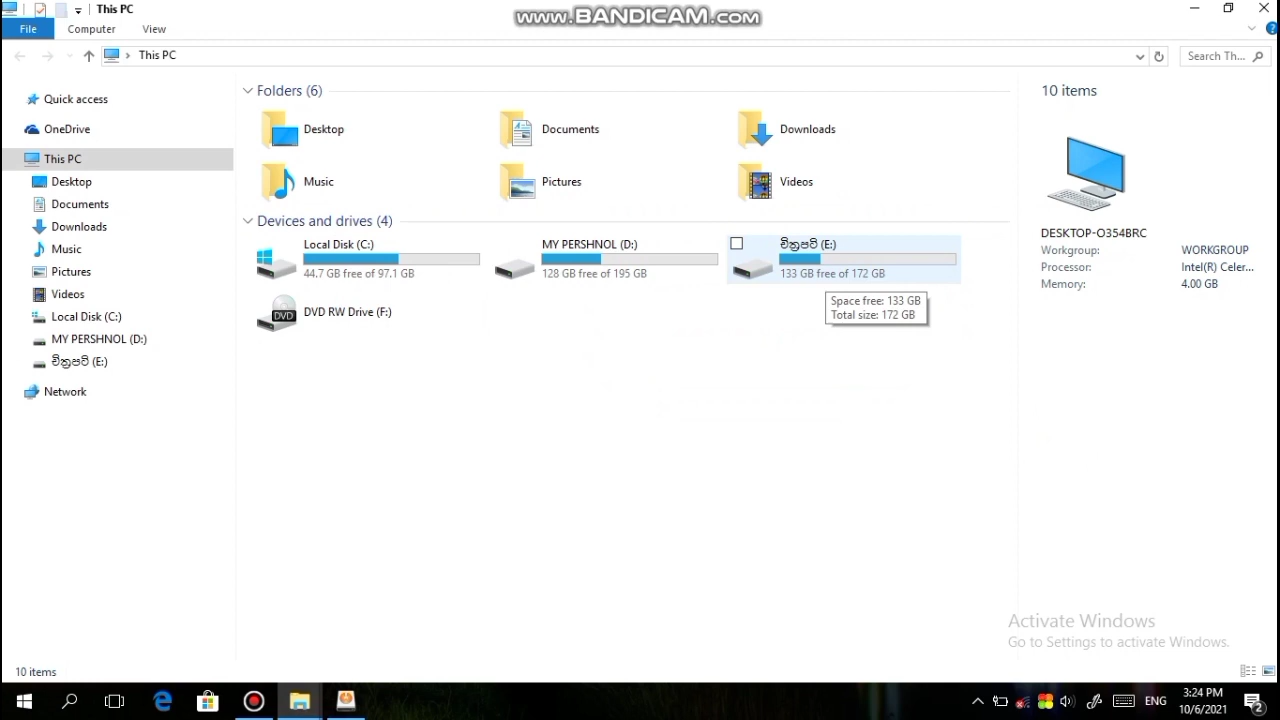 This PC
www.BANDICAM.com
File
Computer
View
This PC
Search Th...
Quick access
OneDrive
This PC
Desktop
Documents
Downloads
Music
Pictures
Videos
Local Disk (C:)
MY PERSHNOL (D:)
චිත්‍රපටි (E:)
Network
Folders (6)
Desktop
Documents
Downloads
Music
Pictures
Videos
Devices and drives (4)
Local Disk (C:)
44.7 GB free of 97.1 GB
MY PERSHNOL (D:)
128 GB free of 195 GB
චිත්‍රපටි (E:)
133 GB free of 172 GB
Space free: 133 GB
Total size: 172 GB
DVD
DVD RW Drive (F:)
10 items
DESKTOP-O354BRC
Workgroup: WORKGROUP
Processor: Intel(R) Celer...
Memory: 4.00 GB
Activate Windows
Go to Settings to activate Windows.
10 items
ENG
3:24 PM
10/6/2021
2